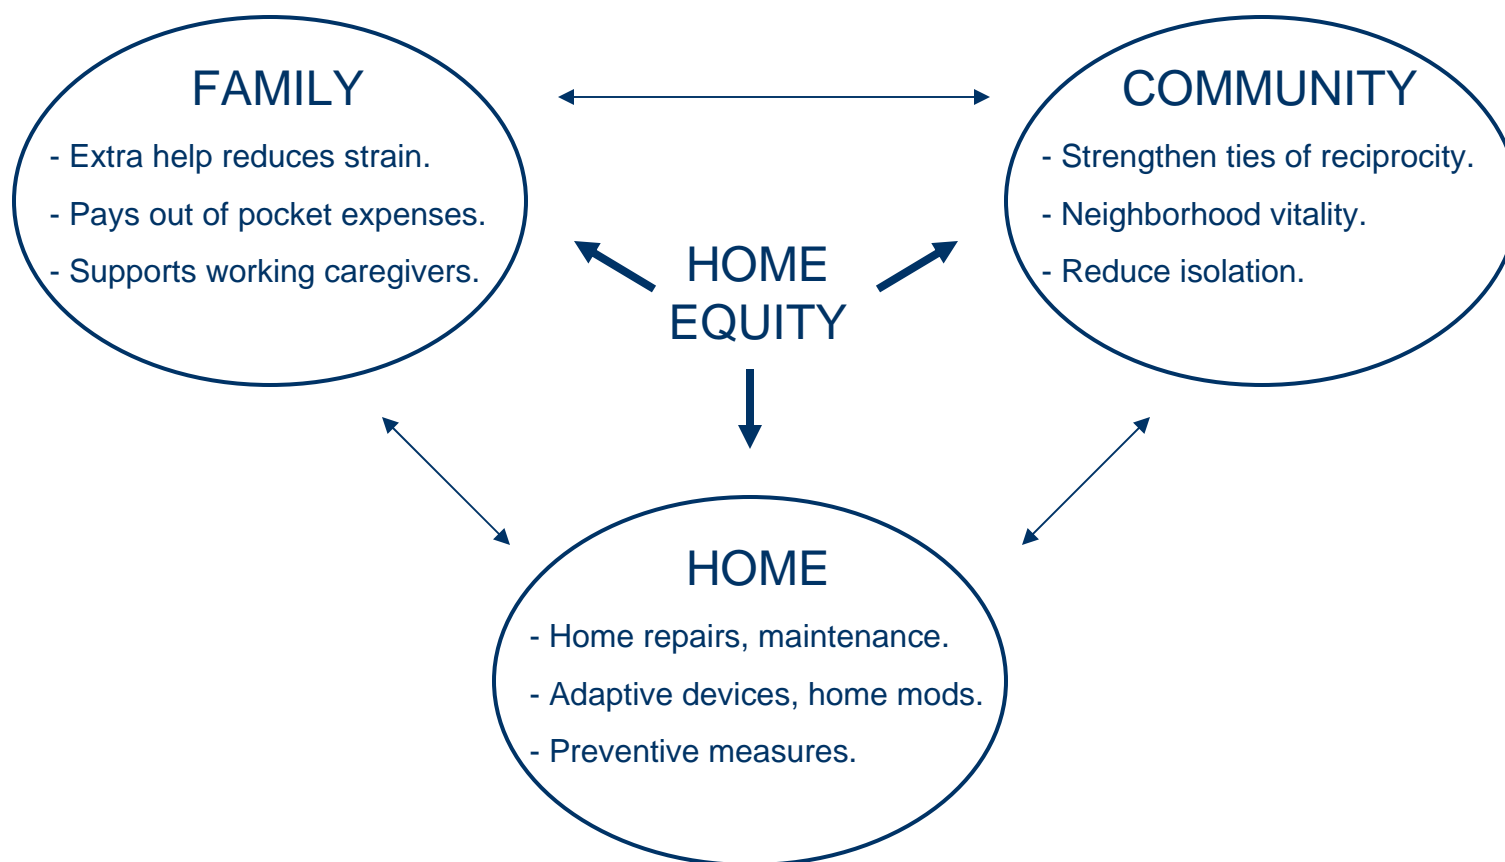 FAMILY
- Extra help reduces strain.
- Pays out of pocket expenses.
- Supports working caregivers.
COMMUNITY
- Strengthen ties of reciprocity.
- Neighborhood vitality.
- Reduce isolation.
HOME
EQUITY
HOME
- Home repairs, maintenance.
- Adaptive devices, home mods.
- Preventive measures.